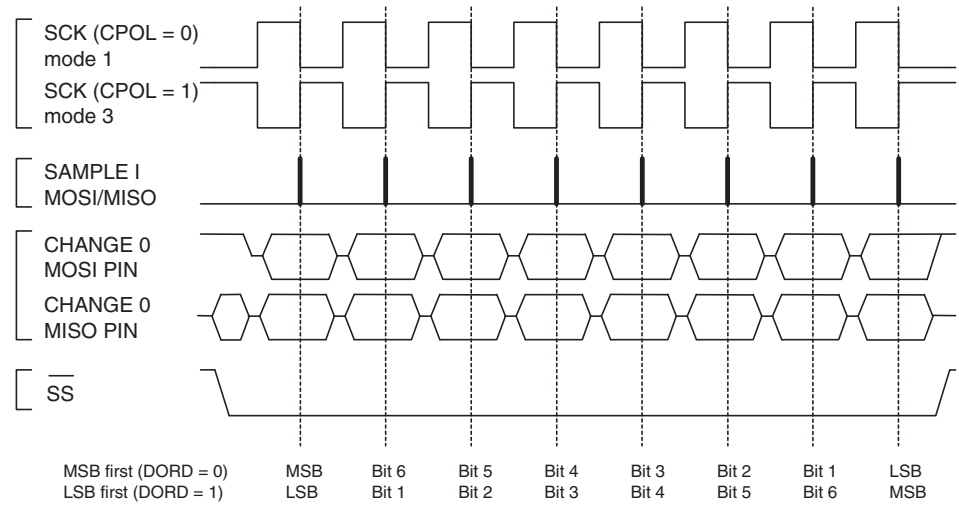 SCK (CPOL = 0)
mode 1
SCK (CPOL = 1)
mode 3
SAMPLE I
MOSI/MISO
CHANGE 0
MOSI PIN
CHANGE 0
MISO PIN
SS
MSB first (DORD = 0) MSB Bit 6 Bit 5 Bit 4 Bit 3 Bit 2 Bit 1 LSB
LSB first (DORD = 1) LSB Bit 1 Bit 2 Bit 3 Bit 4 Bit 5 Bit 6 MSB